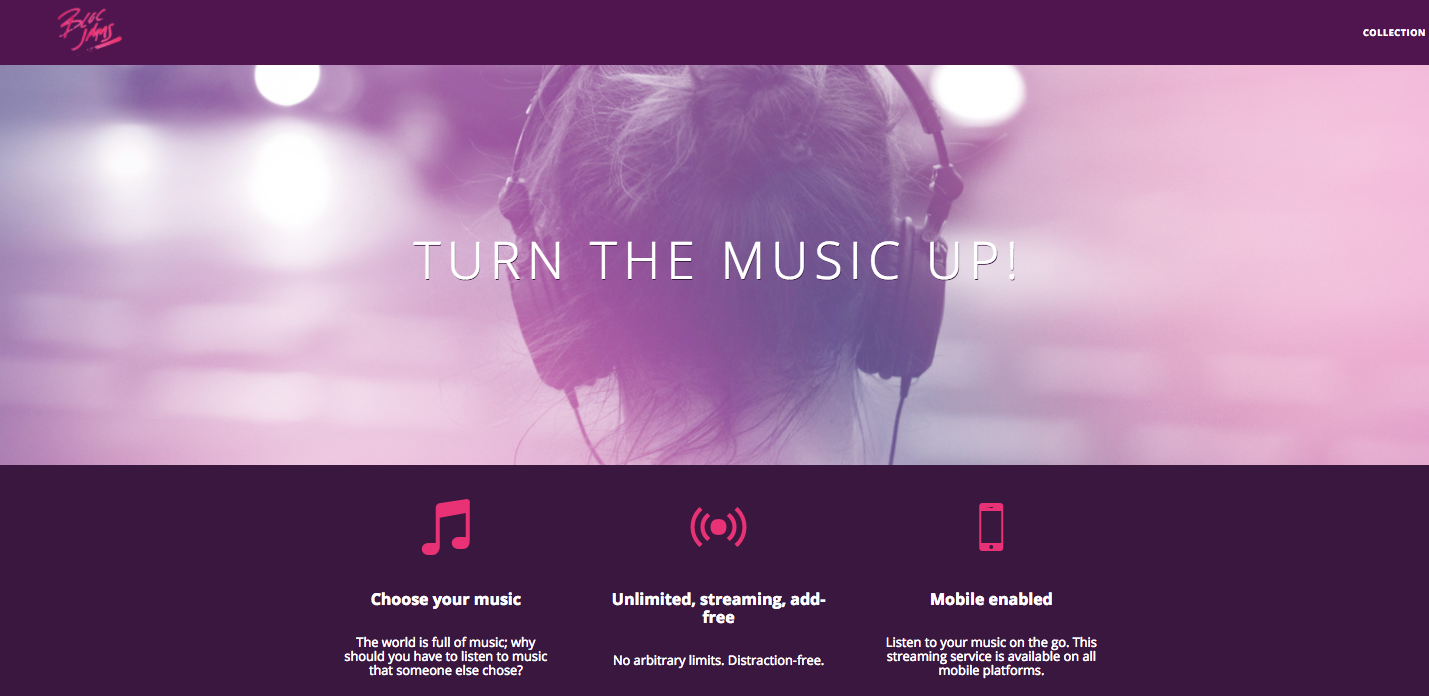 Bloc
Jams
COLLECTION
TURN THE MUSIC UP!
Choose your music
Unlimited, streaming, add-
free
Mobile enabled
The world is full of music; why
should you have to listen to music
that someone else chose?
No arbitrary limits. Distraction-free.
Listen to your music on the go. This
streaming service is available on all
mobile platforms.